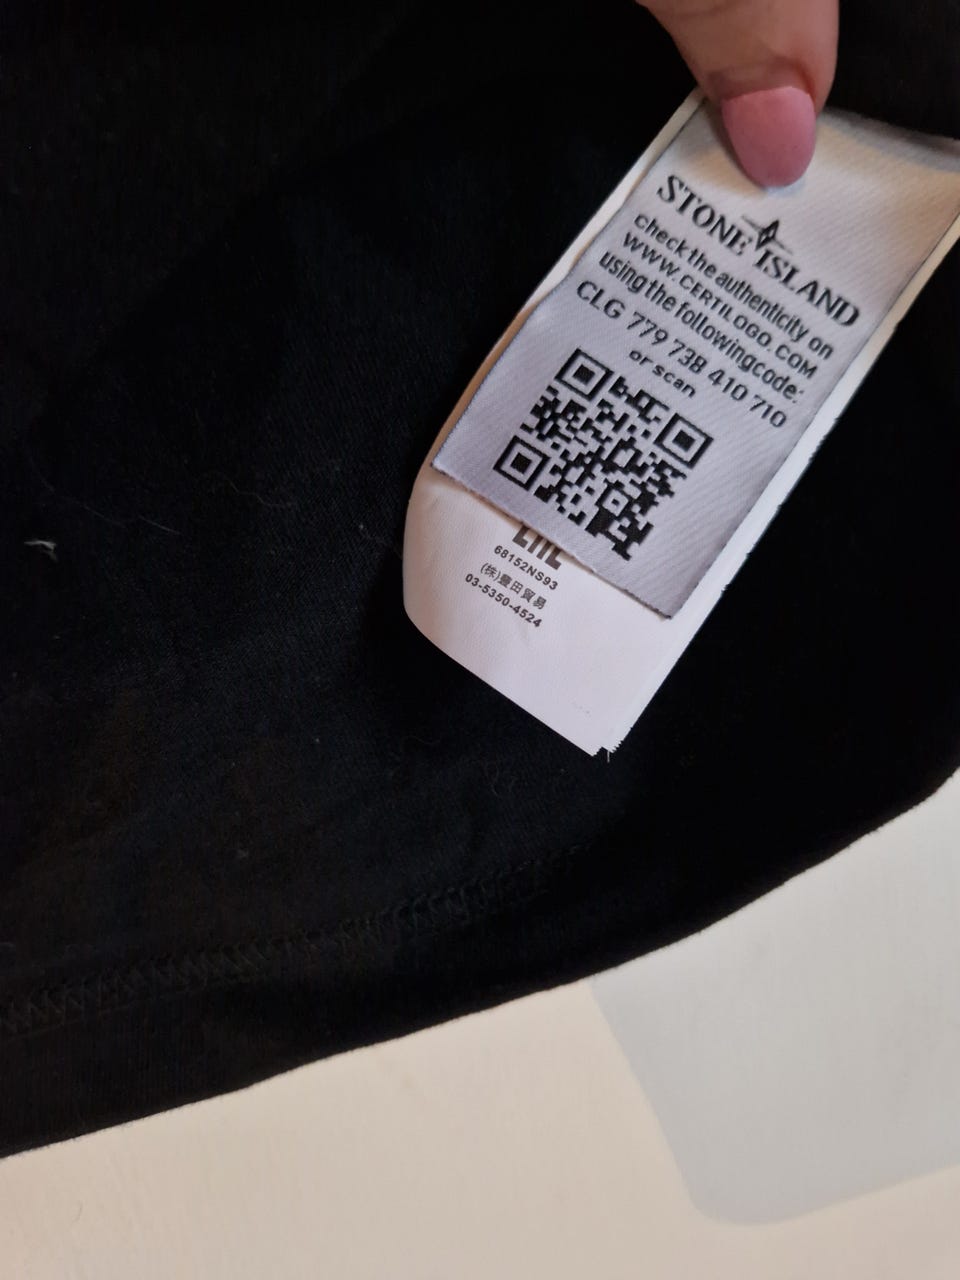 STONE ISLAND
check the authenticity on
WWW.CERTILOGO.COM
using the following code:
CLG 779 738 410 710
or scan
68152NS93
(株)豊田貿易
03-5350-4524